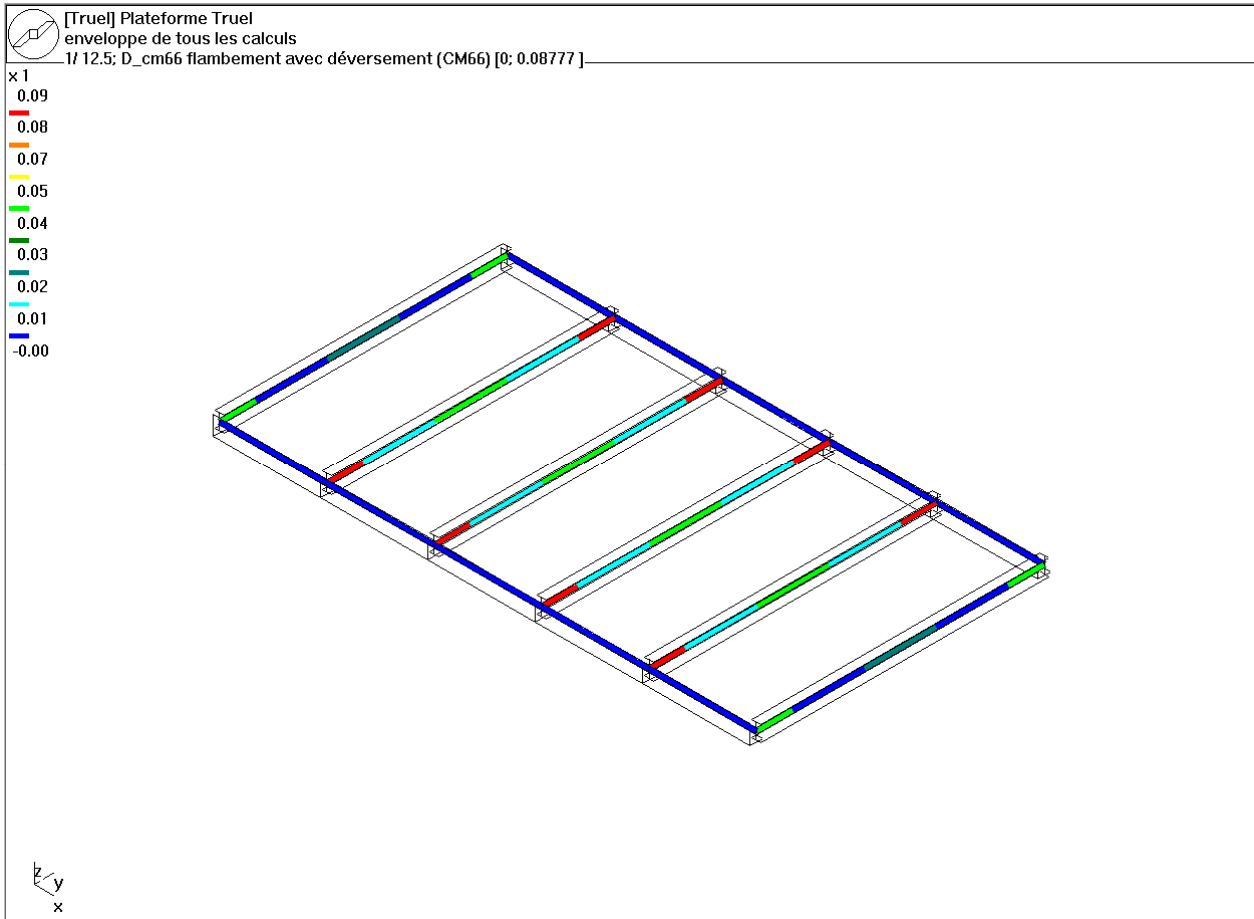 [Truel] Plateforme Truel
enveloppe de tous les calculs
1/ 12.5; D_cm66 flambement avec déversement (CM66) [0; 0.08777 ]
x 1
0.09
0.08
0.07
0.05
0.04
0.03
0.02
0.01
-0.00
z
y
x